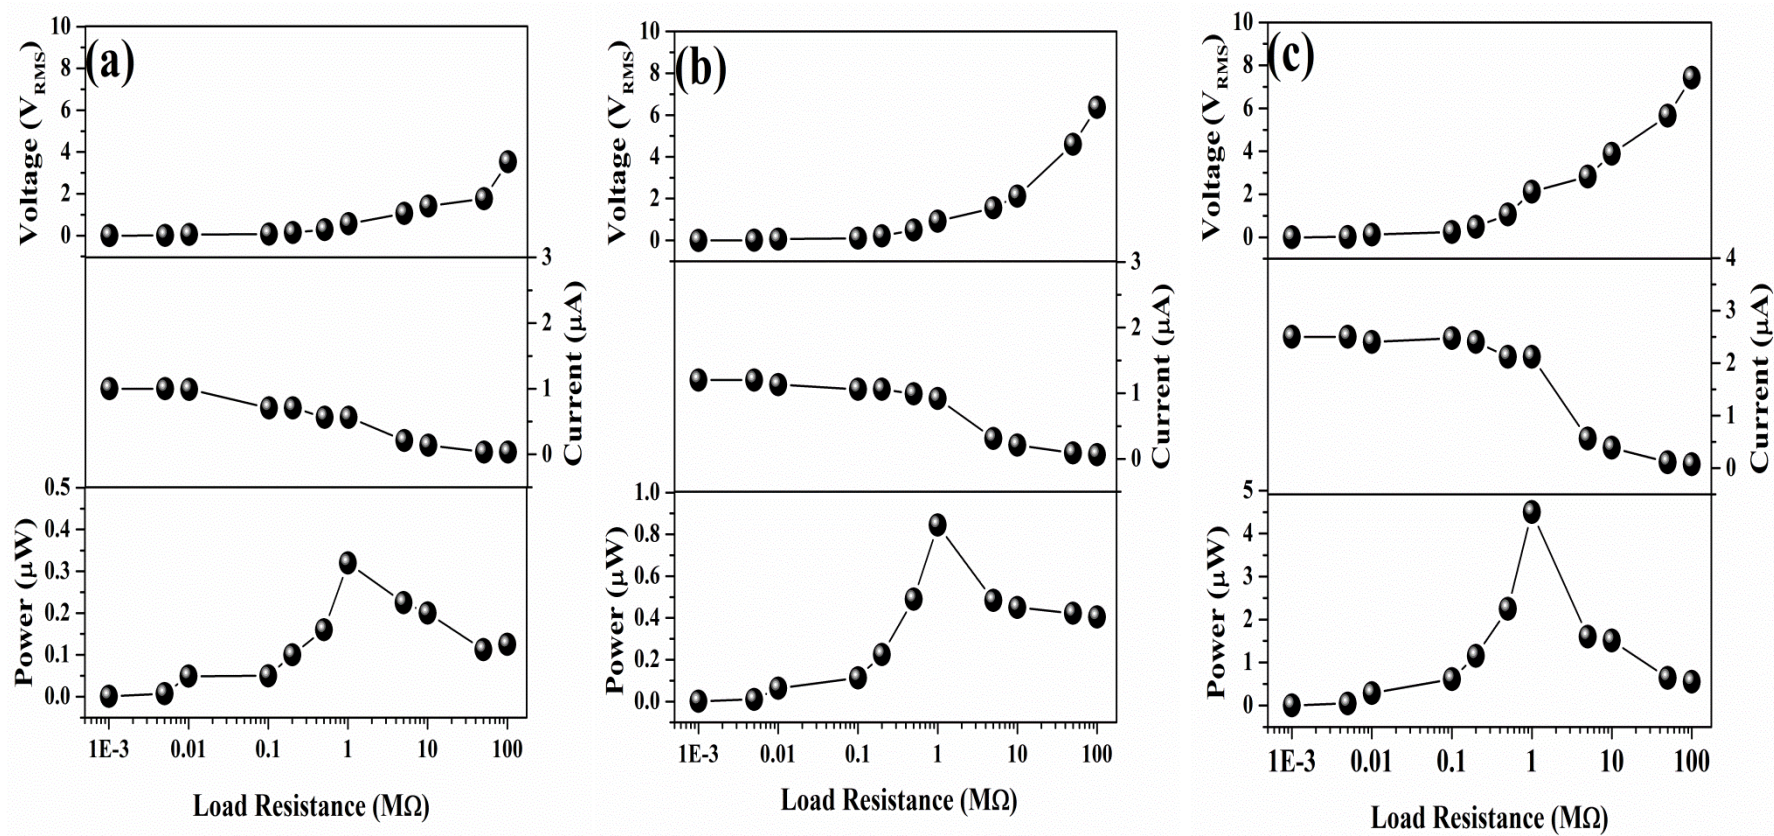 (a)
Voltage (VRMS)
10
8
6
4
2
0
3
2
1
0
Current (µA)
0.5
0.4
0.3
0.2
0.1
0.0
Power (µW)
1E-3 0.01 0.1 1 10 100
Load Resistance (MΩ)
(b)
Voltage (VRMS)
10
8
6
4
2
0
3
2
1
0
Current (µA)
1.0
0.8
0.6
0.4
0.2
0.0
Power (µW)
1E-3 0.01 0.1 1 10 100
Load Resistance (MΩ)
(c)
Voltage (VRMS)
10
8
6
4
2
0
4
3
2
1
0
Current (µA)
5
4
3
2
1
0
Power (µW)
1E-3 0.01 0.1 1 10 100
Load Resistance (MΩ)